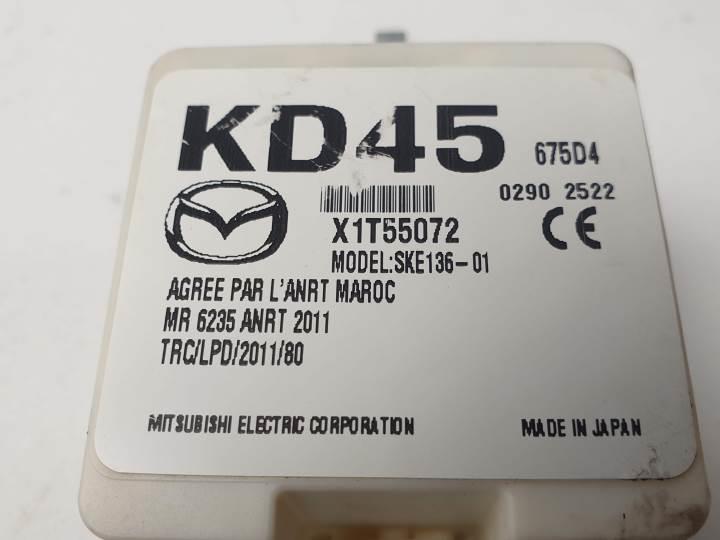 KD45 675D4
0290 2522
X1T55072
MODEL:SKE136-01
CE
AGREE PAR L'ANRT MAROC
MR 6235 ANRT 2011
TRC/LPD/2011/80
MITSUBISHI ELECTRIC CORPORATION MADE IN JAPAN